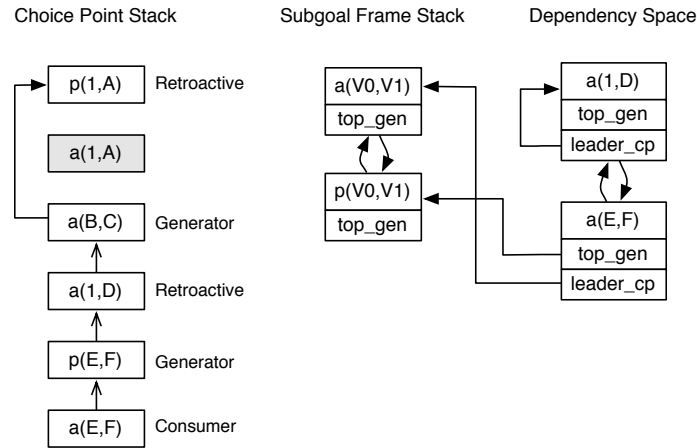 Choice Point Stack
Subgoal Frame Stack
Dependency Space
p(1,A)
Retroactive
a(1,A)
a(B,C)
Generator
a(1,D)
Retroactive
p(E,F)
Generator
a(E,F)
Consumer
a(V0,V1)
top_gen
p(V0,V1)
top_gen
a(1,D)
top_gen
leader_cp
a(E,F)
top_gen
leader_cp